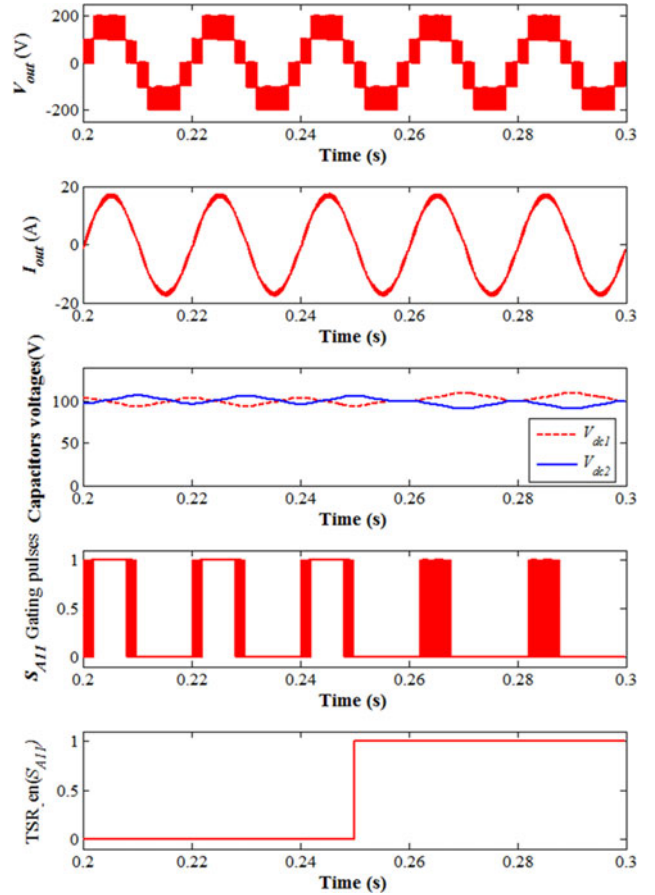 V_out (V)
200
0
-200
0.2 0.22 0.24 0.26 0.28 0.3
Time (s)
I_out (A)
20
0
-20
0.2 0.22 0.24 0.26 0.28 0.3
Time (s)
Capacitors voltages(V)
100
50
0
V_dc1
V_dc2
0.2 0.22 0.24 0.26 0.28 0.3
Time (s)
S_A11 Gating pulses
1
0.5
0
0.2 0.22 0.24 0.26 0.28 0.3
Time (s)
TSR_en(S_A11)
1
0.5
0
0.2 0.22 0.24 0.26 0.28 0.3
Time (s)